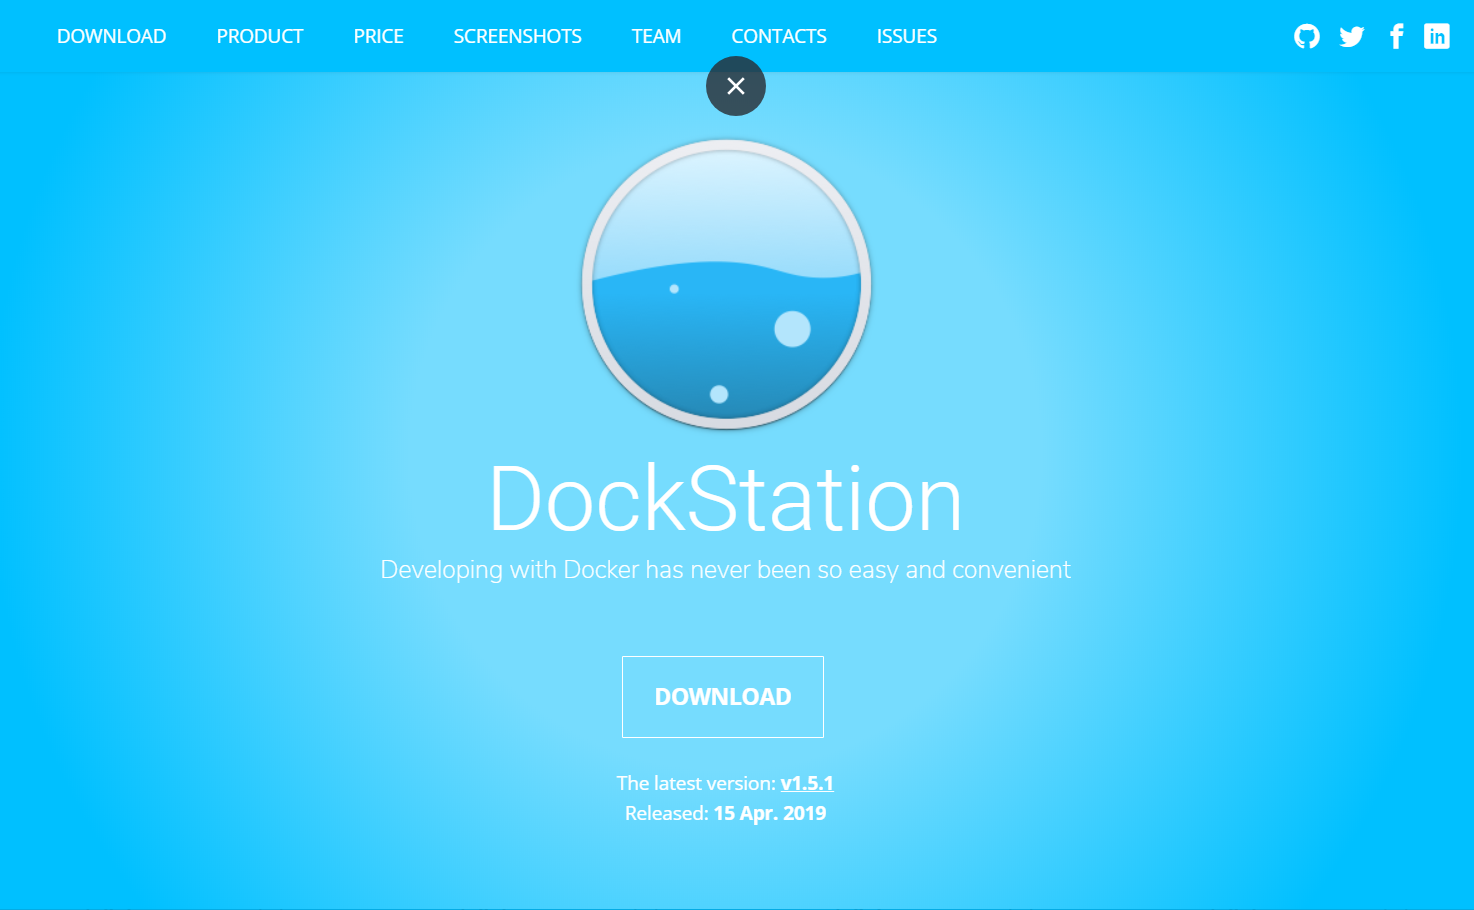 DOWNLOAD PRODUCT PRICE SCREENSHOTS TEAM CONTACTS ISSUES
DockStation
Developing with Docker has never been so easy and convenient
DOWNLOAD
The latest version: v1.5.1
Released: 15 Apr. 2019